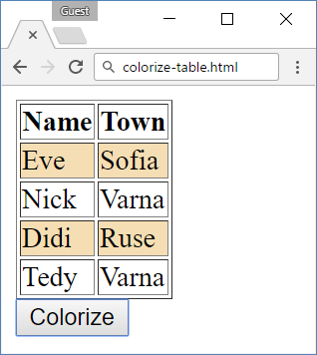 Guest
colorize-table.html
Name Town
Eve Sofia
Nick Varna
Didi Ruse
Tedy Varna
Colorize